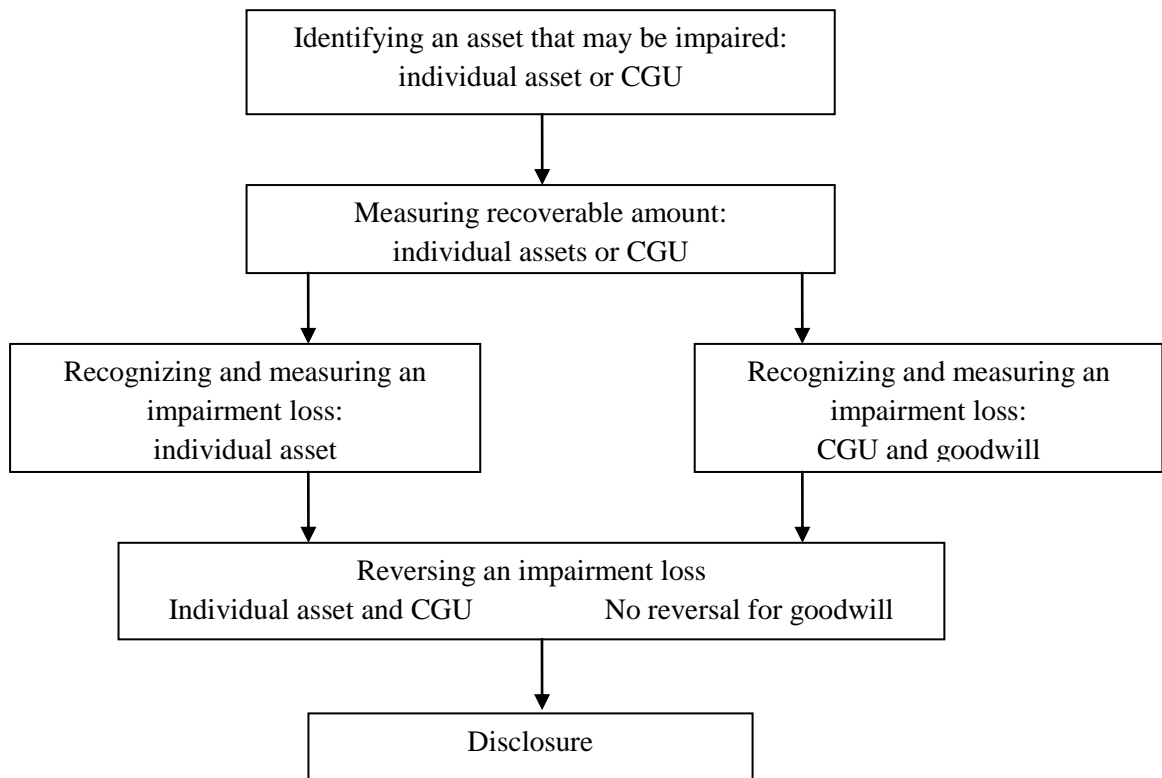 Identifying an asset that may be impaired:
individual asset or CGU
Measuring recoverable amount:
individual assets or CGU
Recognizing and measuring an
impairment loss:
individual asset
Recognizing and measuring an
impairment loss:
CGU and goodwill
Reversing an impairment loss
Individual asset and CGU No reversal for goodwill
Disclosure